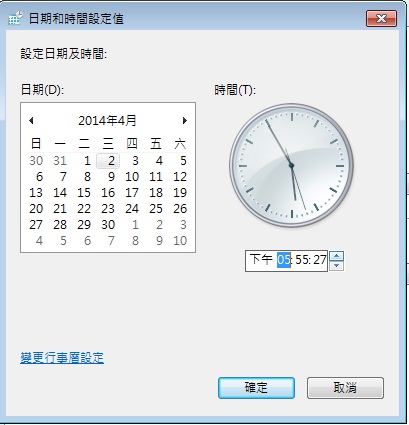 日期和時間設定值
設定日期及時間:
日期(D):
2014年4月
日 一 二 三 四 五 六
30 31 1 2 3 4 5
6 7 8 9 10 11 12
13 14 15 16 17 18 19
20 21 22 23 24 25 26
27 28 29 30 1 2 3
4 5 6 7 8 9 10
時間(T):
下午 05:55:27
變更行事曆設定
確定
取消